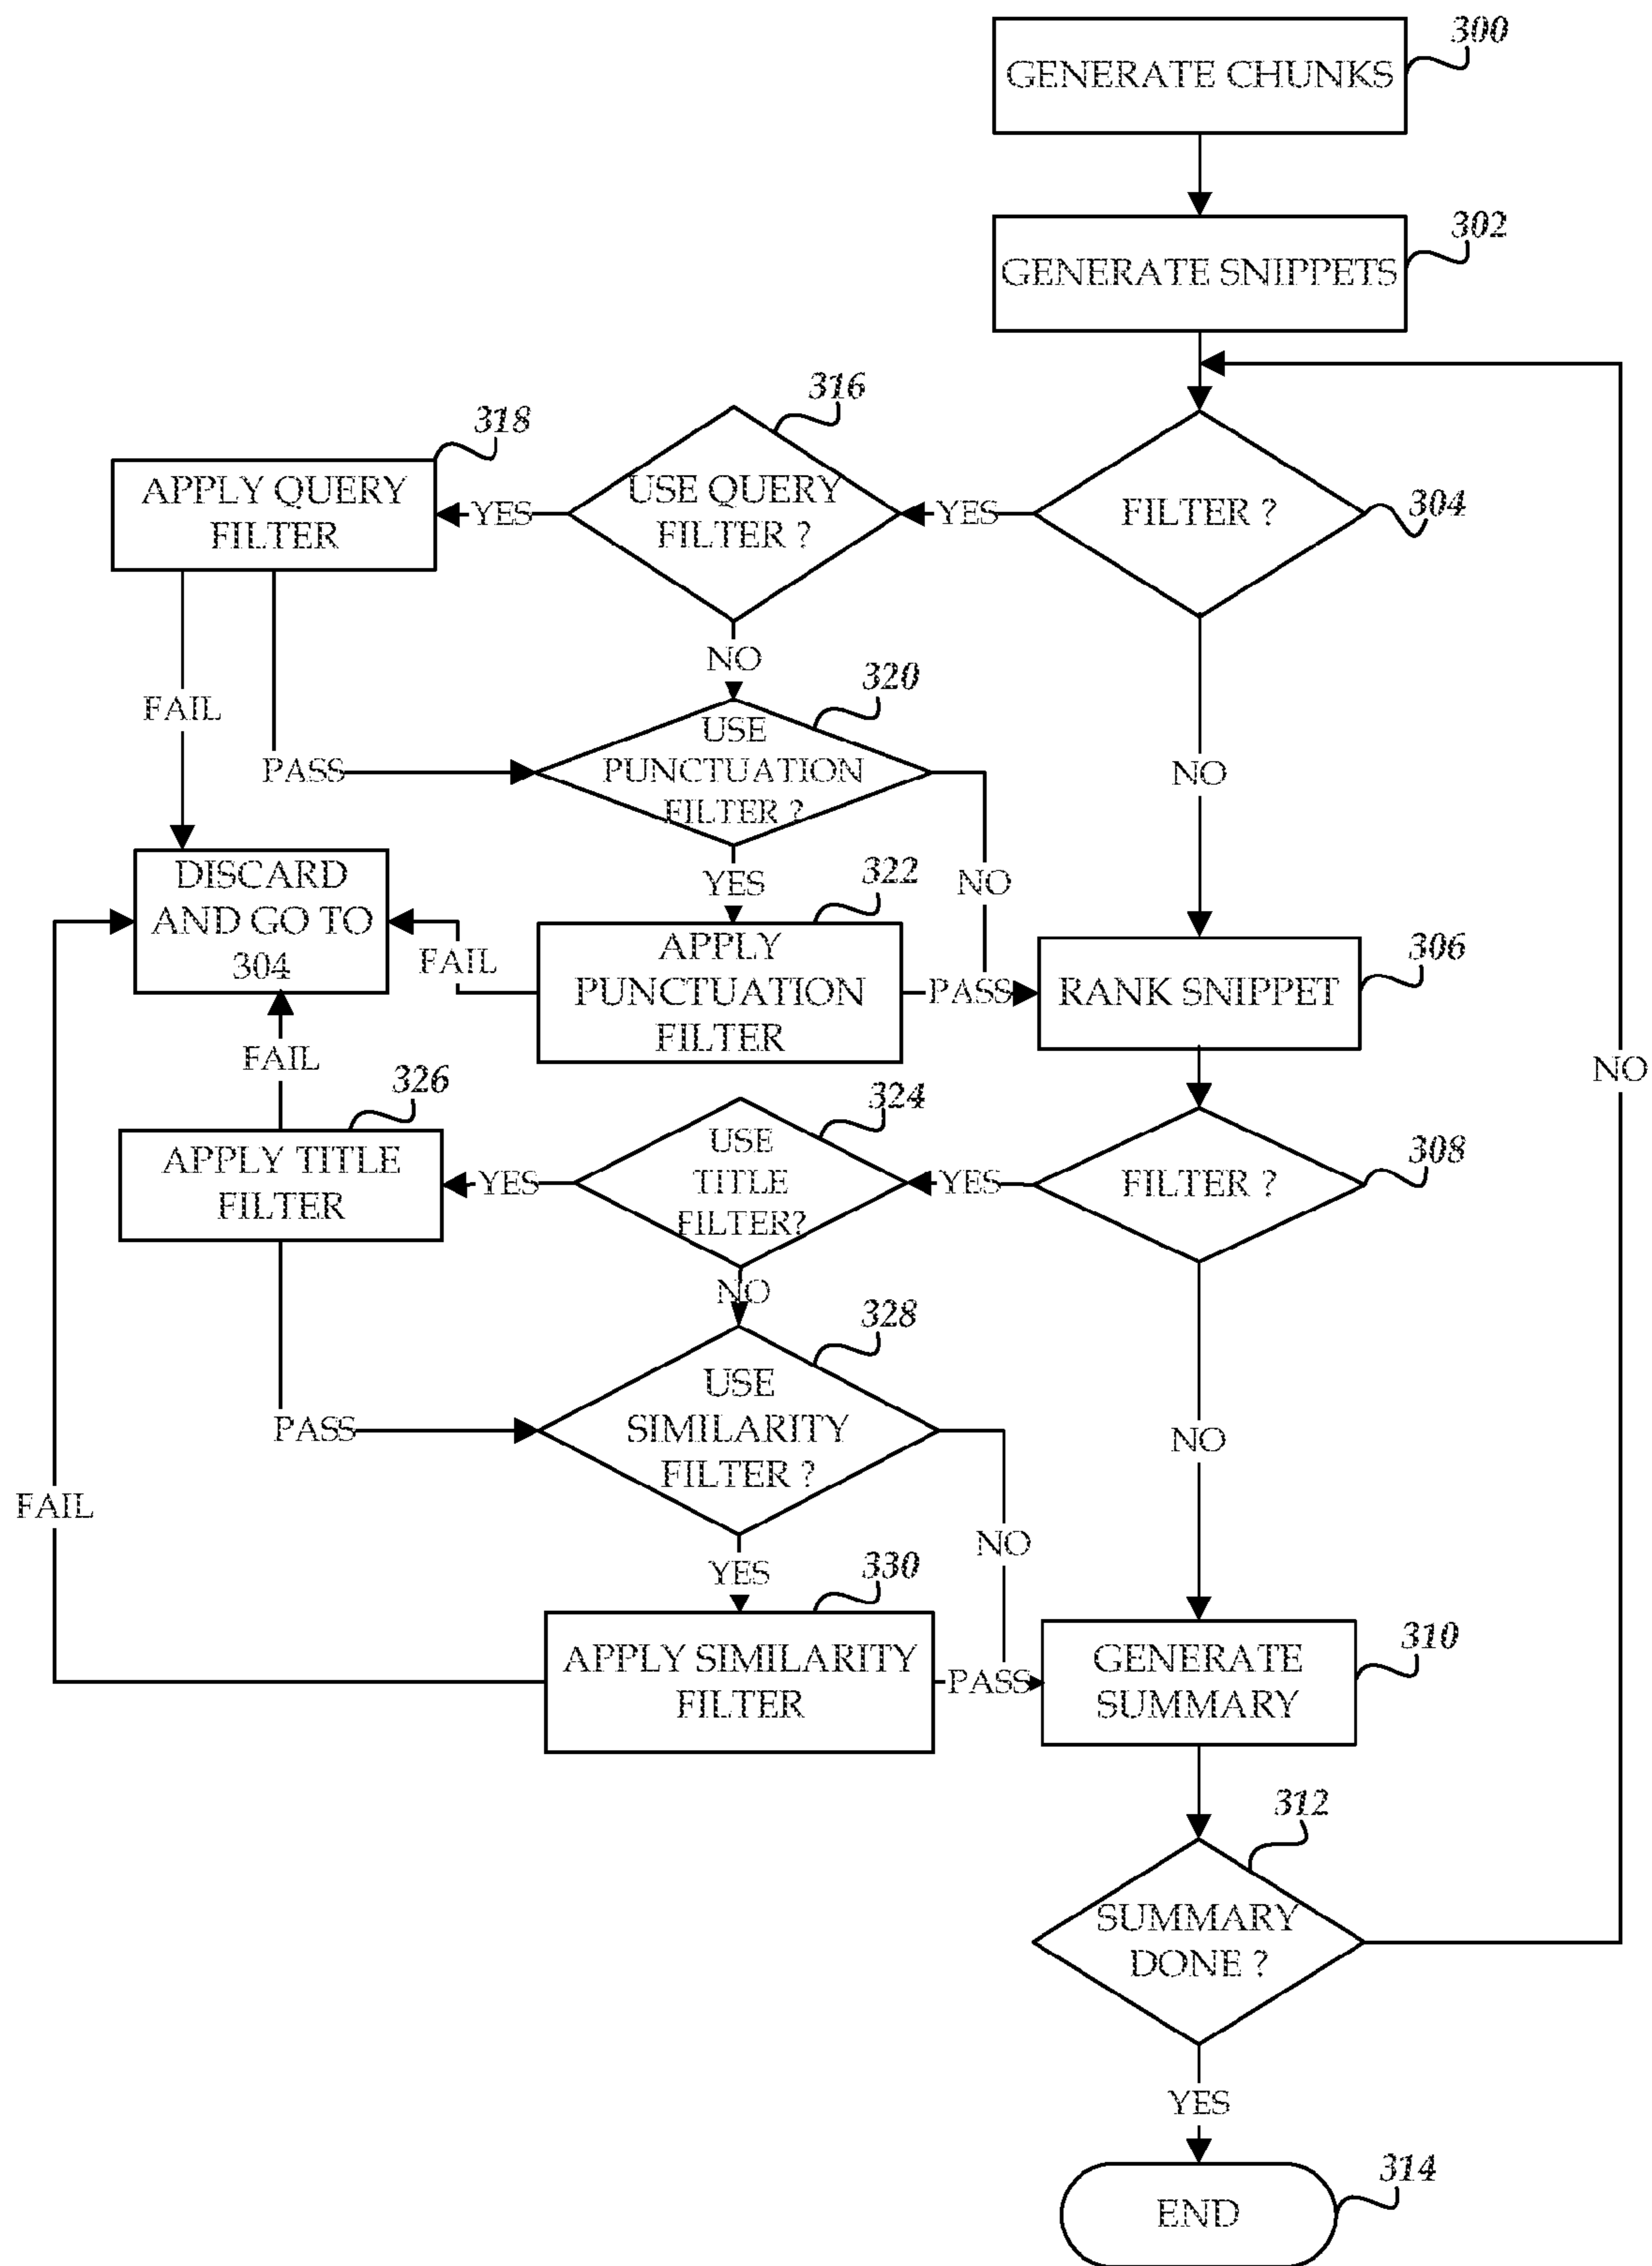 300
GENERATE CHUNKS
302
GENERATE SNIPPETS
316
318
APPLY QUERY
FILTER
YES
USE QUERY
FILTER ?
YES
FILTER ?
304
NO
320
FAIL
USE
PUNCTUATION
FILTER ?
PASS
NO
YES
NO
322
DISCARD
AND GO TO
304
FAIL
APPLY
PUNCTUATION
FILTER
PASS
RANK SNIPPET
306
FAIL
NO
326
324
APPLY TITLE
FILTER
YES
USE
TITLE
FILTER?
YES
FILTER ?
308
NO
328
USE
SIMILARITY
FILTER ?
PASS
NO
FAIL
NO
YES
330
APPLY SIMILARITY
FILTER
PASS
GENERATE
SUMMARY
310
312
SUMMARY
DONE ?
YES
314
END